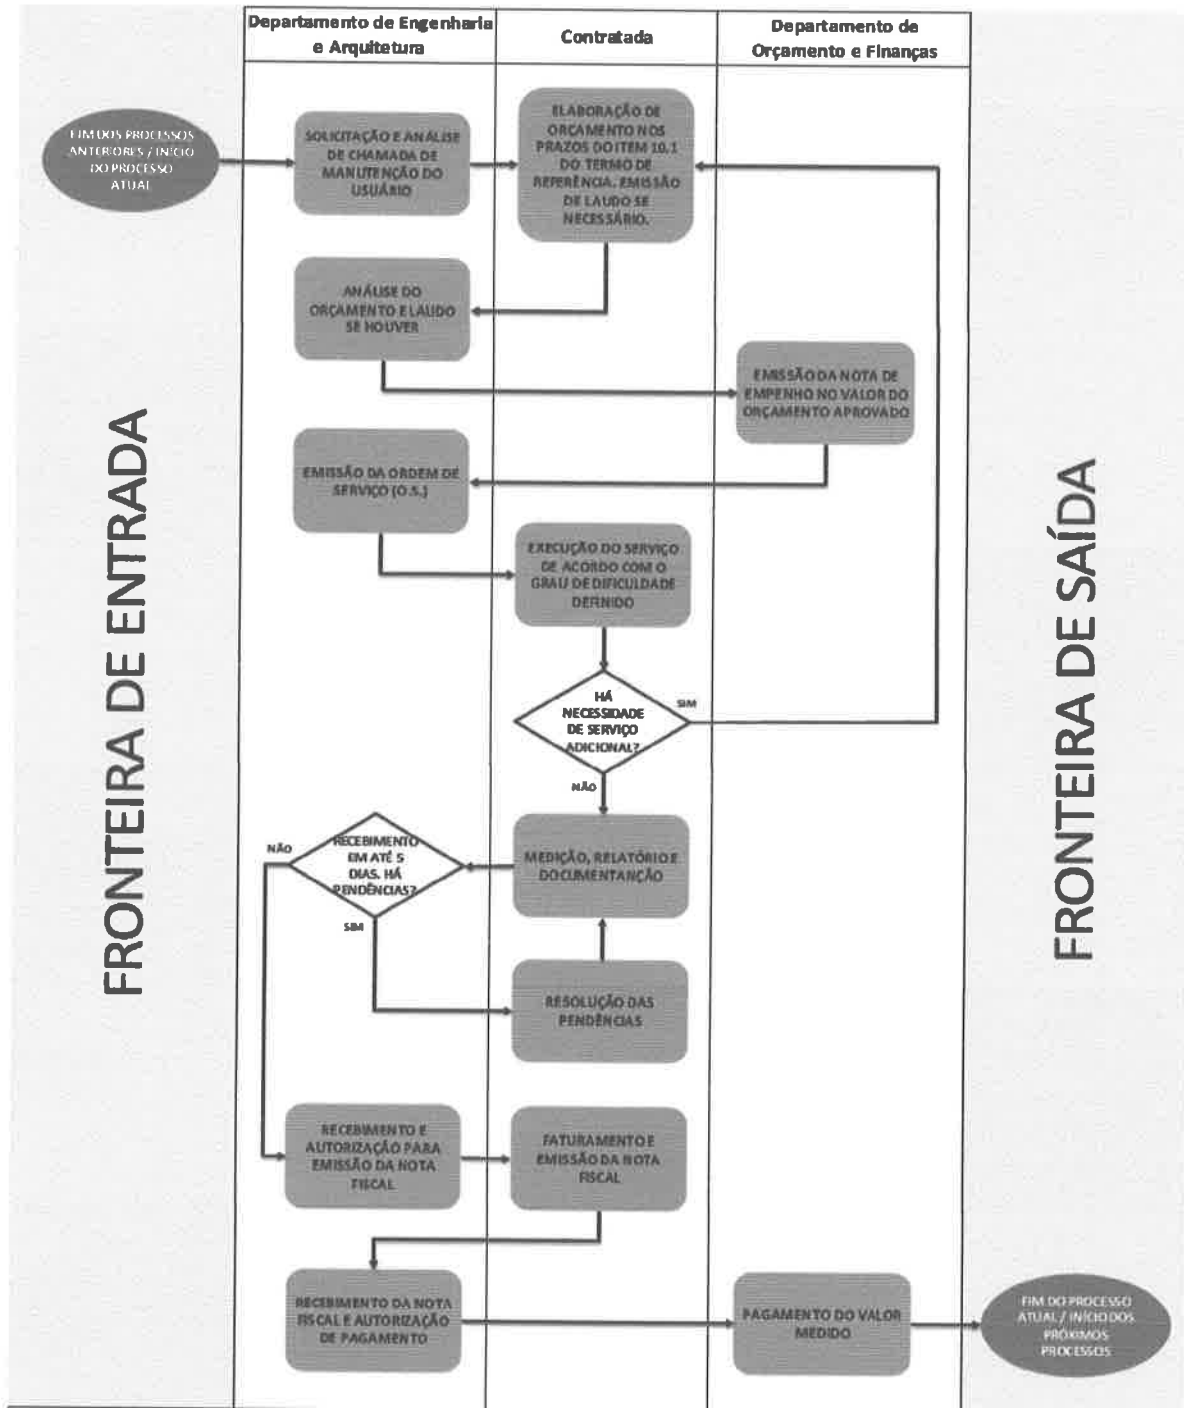 Departamento de Engenharia
e Arquitetura
Contratada
Departamento de
Orçamento e Finanças
FIM DOS PROCESSOS
ANTERIORES / INÍCIO
DO PROCESSO
ATUAL
SOLICITAÇÃO E ANÁLISE
DE CHAMADA DE
MANUTENÇÃO DO
USUÁRIO
ELABORAÇÃO DE
ORÇAMENTO NOS
PRAZOS DO ITEM 10.1
DO TERMO DE
REFERÊNCIA. EMISSÃO
DE LAUDO SE
NECESSÁRIO.
ANÁLISE DO
ORÇAMENTO E LAUDO
SE HOUVER
EMISSÃO DA NOTA DE
EMPENHO NO VALOR DO
ORÇAMENTO APROVADO
EMISSÃO DA ORDEM DE
SERVIÇO (O.S.)
EXECUÇÃO DO SERVIÇO
DE ACORDO COM O
GRAU DE DIFICULDADE
DEFINIDO
HÁ
NECESSIDADE
DE SERVIÇO
ADICIONAL?
SIM
NÃO
FRONTEIRA DE ENTRADA
FRONTEIRA DE SAÍDA
NÃO
RECEBIMENTO
EM ATÉ 5
DIAS. HÁ
PENDÊNCIAS?
SIM
MEDIÇÃO, RELATÓRIO E
DOCUMENTANÇÃO
RESOLUÇÃO DAS
PENDÊNCIAS
RECEBIMENTO E
AUTORIZAÇÃO PARA
EMISSÃO DA NOTA
FISCAL
FATURAMENTO E
EMISSÃO DA NOTA
FISCAL
RECEBIMENTO DA NOTA
FISCAL E AUTORIZAÇÃO
DE PAGAMENTO
PAGAMENTO DO VALOR
MEDIDO
FIM DO PROCESSO
ATUAL / INÍCIO DOS
PRÓXIMOS
PROCESSOS